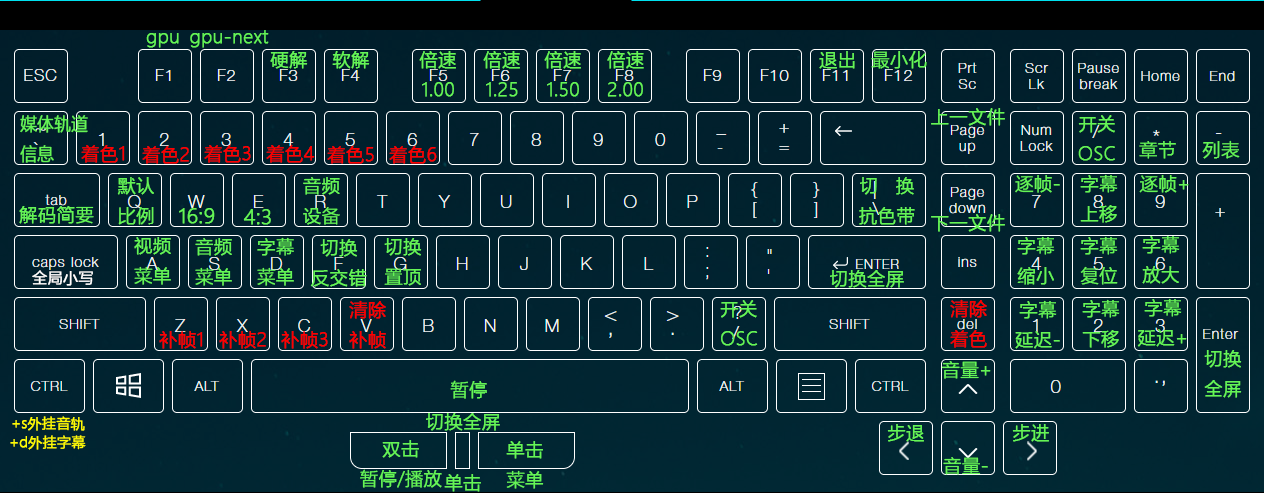 gpu gpu-next
ESC F1 F2 硬解 F3 软解 F4 倍速 F5 1.00 倍速 F6 1.25 倍速 F7 1.50 倍速 F8 2.00 F9 F10 退出 F11 最小化 F12 Prt Sc Scr Lk Pause break Home End
媒体轨道 ` 信息 1 着色1 2 着色2 3 着色3 4 着色4 5 着色5 6 着色6 7 8 9 0 _ - + = ← 上一文件 Page up Num Lock 开关 / OSC * 章节 - 列表
tab 解码简要 默认 Q 比例 W 16:9 E 4:3 音频 R 设备 T Y U I O P { [ } ] 切 换 | \ 抗色带 Page down 下一文件 逐帧- 7 字幕 8 上移 逐帧+ 9 +
caps lock 全局小写 视频 A 菜单 音频 S 菜单 字幕 D 菜单 切换 F 反交错 切换 G 置顶 H J K L : ; " ' ↵ ENTER 切换全屏 ins 字幕 4 缩小 字幕 5 复位 字幕 6 放大
SHIFT Z 补帧1 X 补帧2 C 补帧3 清除 V 补帧 B N M < , > . 开关 ? / OSC SHIFT 清除 del 着色 字幕 1 延迟- 字幕 2 下移 字幕 3 延迟+ Enter 切换 全屏
CTRL ALT 暂停 ALT CTRL 音量+ 0 .,
+s外挂音轨
+d外挂字幕
切换全屏
双击 单击 步退 < 音量- 步进 >
暂停/播放 单击 菜单